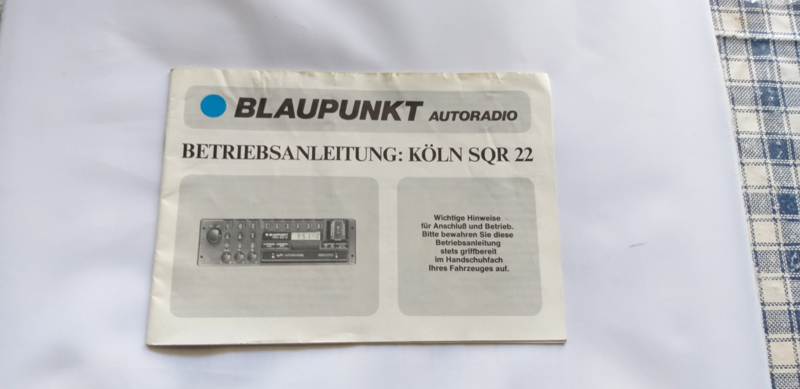 BLAUPUNKT AUTORADIO
BETRIEBSANLEITUNG: KÖLN SQR 22
BLAUPUNKT
Wichtige Hinweise
für Anschluß und Betrieb.
Bitte bewahren Sie diese
Betriebsanleitung
stets griffbereit
im Handschuhfach
Ihres Fahrzeuges auf.